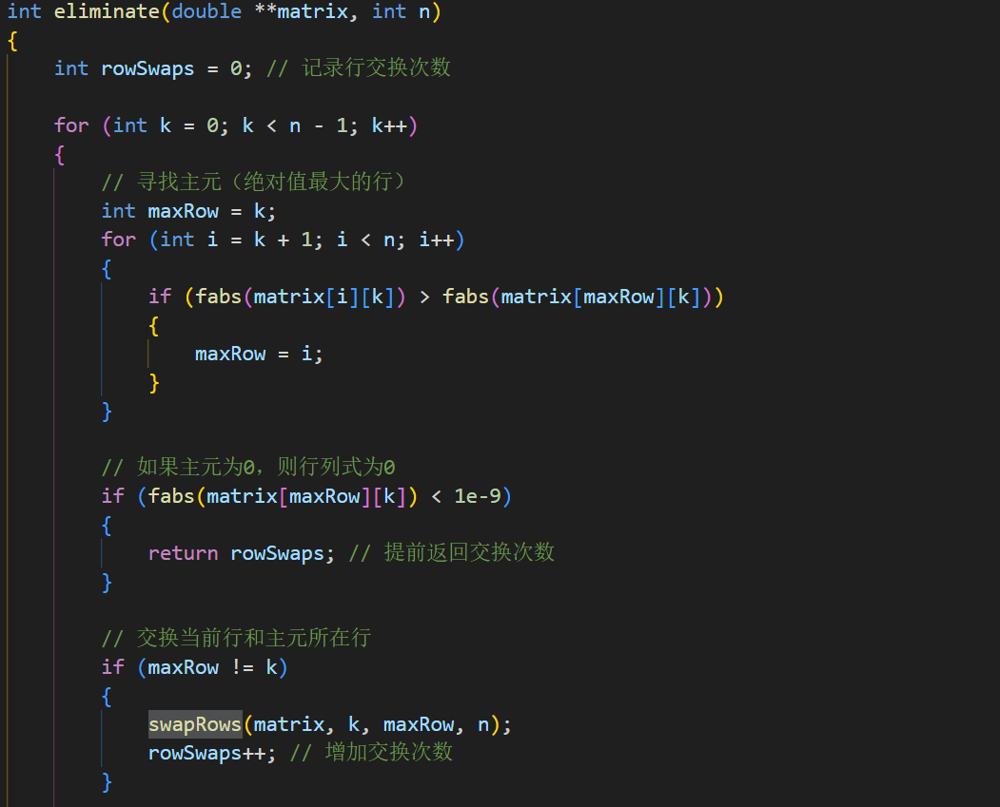 int eliminate(double **matrix, int n)
{
    int rowSwaps = 0; // 记录行交换次数
    for (int k = 0; k < n - 1; k++)
    {
        // 寻找主元（绝对值最大的行）
        int maxRow = k;
        for (int i = k + 1; i < n; i++)
        {
            if (fabs(matrix[i][k]) > fabs(matrix[maxRow][k]))
            {
                maxRow = i;
            }
        }
        // 如果主元为0，则行列式为0
        if (fabs(matrix[maxRow][k]) < 1e-9)
        {
            return rowSwaps; // 提前返回交换次数
        }
        // 交换当前行和主元所在行
        if (maxRow != k)
        {
            swapRows(matrix, k, maxRow, n);
            rowSwaps++; // 增加交换次数
        }